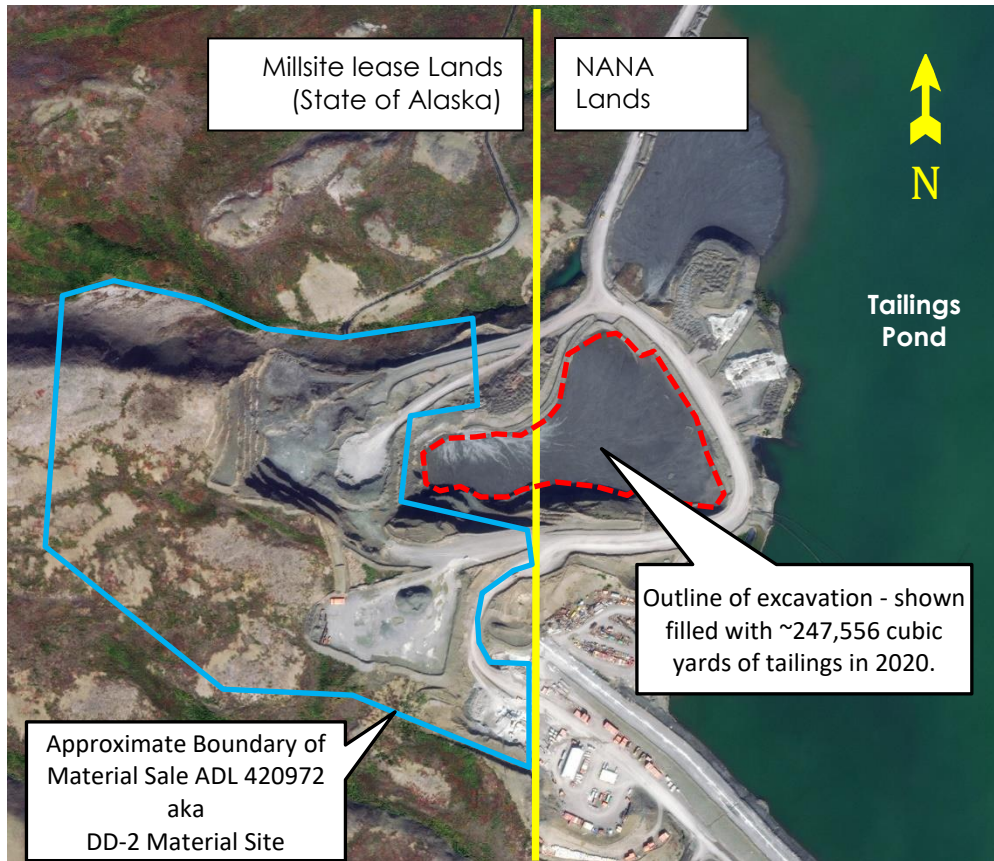 Millsite lease Lands
(State of Alaska)
NANA
Lands
N
Tailings
Pond
Outline of excavation - shown
filled with ~247,556 cubic
yards of tailings in 2020.
Approximate Boundary of
Material Sale ADL 420972
aka
DD-2 Material Site